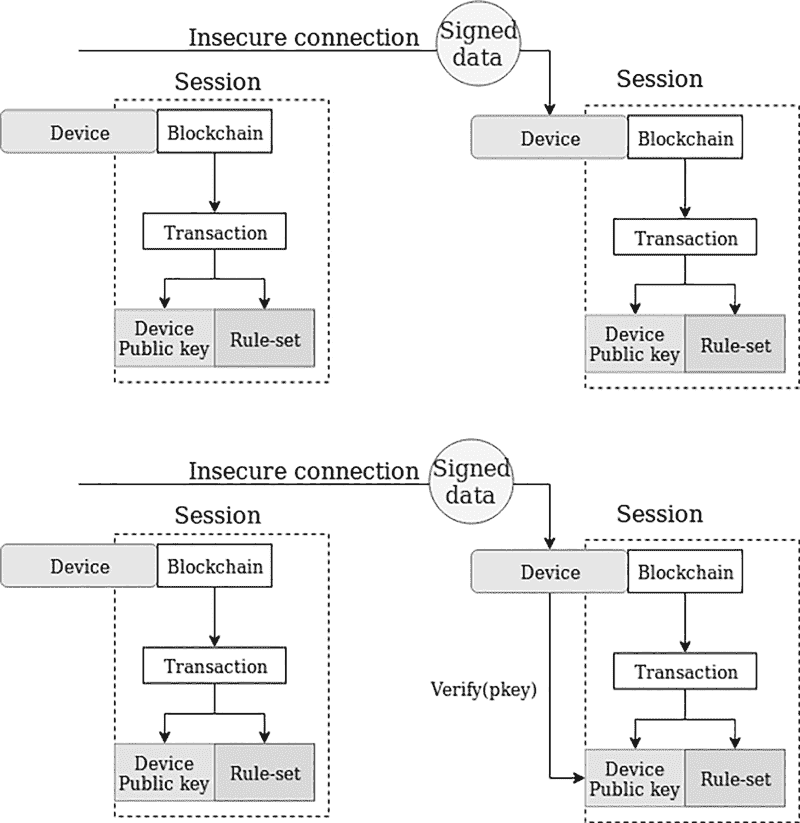 Insecure connection
Signed
data
Session
Session
Device
Blockchain
Device
Blockchain
Transaction
Transaction
Device
Public key
Rule-set
Device
Public key
Rule-set
Insecure connection
Signed
data
Session
Session
Device
Blockchain
Device
Blockchain
Transaction
Verify(pkey)
Transaction
Device
Public key
Rule-set
Device
Public key
Rule-set